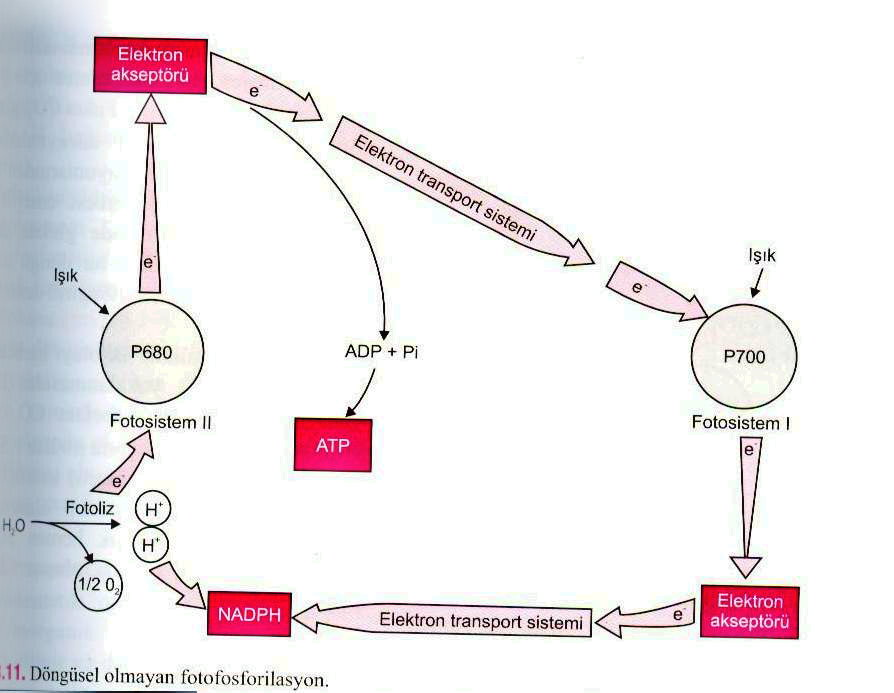 Elektron
akseptörü
e⁻
Elektron transport sistemi
e⁻
Işık
P700
Fotosistem I
e⁻
Işık
e⁻
P680
Fotosistem II
ADP + Pi
ATP
e⁻
Fotoliz
H₂O
H⁺
H⁺
1/2 0₂
NADPH
Elektron transport sistemi
e⁻
Elektron
akseptörü
.11. Döngüsel olmayan fotofosforilasyon.